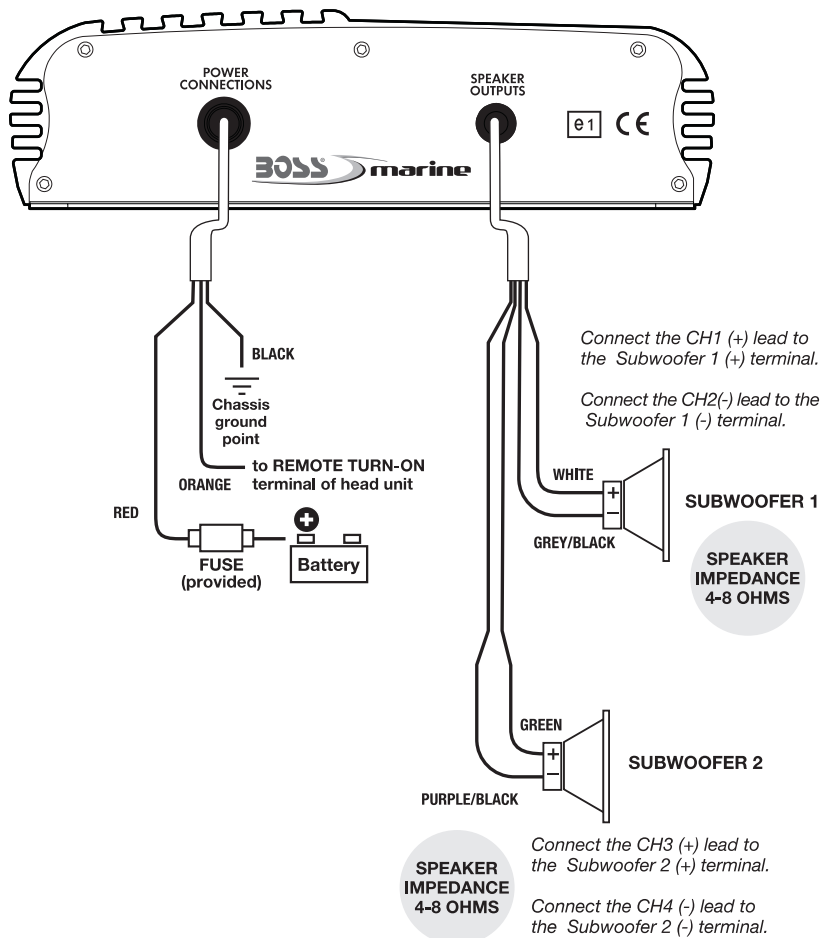 POWER
CONNECTIONS
SPEAKER
OUTPUTS
e1 CE
BOSS marine
BLACK
Chassis
ground
point
ORANGE
to REMOTE TURN-ON
terminal of head unit
RED
FUSE
(provided)
+
Battery
Connect the CH1 (+) lead to
the Subwoofer 1 (+) terminal.
Connect the CH2(-) lead to the
Subwoofer 1 (-) terminal.
WHITE
+
−
GREY/BLACK
SUBWOOFER 1
SPEAKER
IMPEDANCE
4-8 OHMS
GREEN
+
−
PURPLE/BLACK
SUBWOOFER 2
SPEAKER
IMPEDANCE
4-8 OHMS
Connect the CH3 (+) lead to
the Subwoofer 2 (+) terminal.
Connect the CH4 (-) lead to
the Subwoofer 2 (-) terminal.